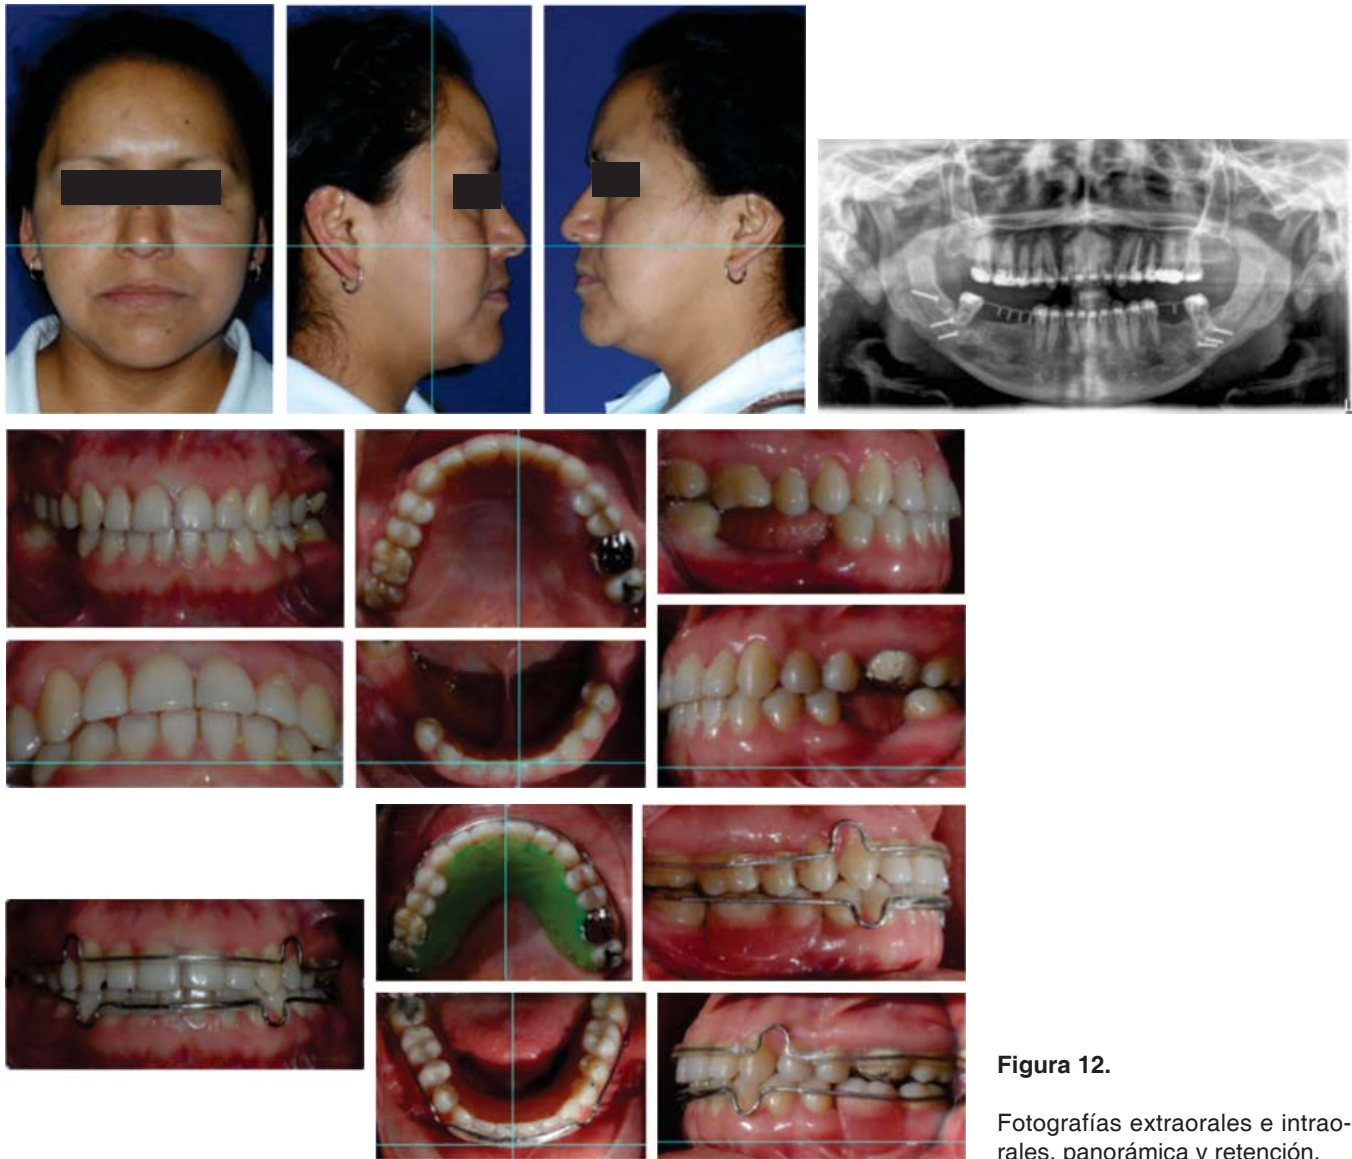 Figura 12.
Fotografías extraorales e intrao-
rales, panorámica y retención.